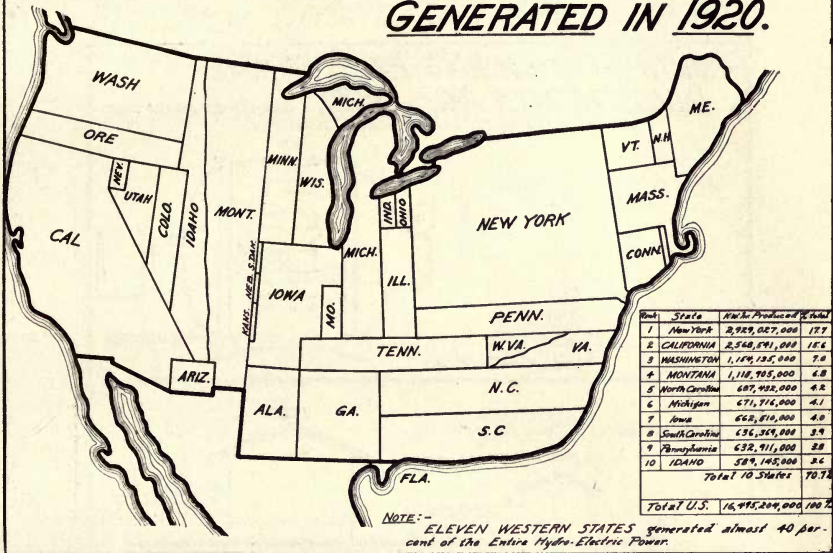 GENERATED IN 1920.
WASH
ORE
CAL
NEV.
UTAH
COLO.
IDAHO
MONT.
ARIZ.
MINN.
WIS.
MICH.
S.DAK.
NEB.
KANS.
IOWA
MO.
MICH.
IND.
OHIO
ILL.
TENN.
ALA.
GA.
FLA.
NEW YORK
PENN.
W.VA.
VA.
N.C.
S.C
VT.
N.H
ME.
MASS.
CONN.
Rank State Kw.hr. Produced % total
1 New York 2,929,027,000 17.7
2 CALIFORNIA 2,568,541,000 15.6
3 WASHINGTON 1,154,135,000 7.0
4 MONTANA 1,118,905,000 6.8
5 North Carolina 687,432,000 4.2
6 Michigan 671,716,000 4.1
7 Iowa 662,510,000 4.0
8 South Carolina 636,369,000 3.9
9 Pennsylvania 632,911,000 3.8
10 IDAHO 589,145,000 3.6
Total 10 States 70.7%
Total U.S. 16,495,204,000 100%
NOTE:-
ELEVEN WESTERN STATES generated almost 40 per-
cent of the Entire Hydro-Electric Power.